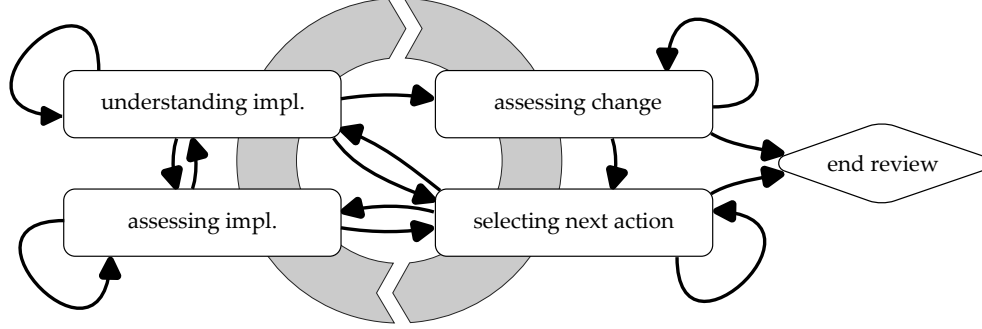 understanding impl.
assessing change
end review
assessing impl.
selecting next action